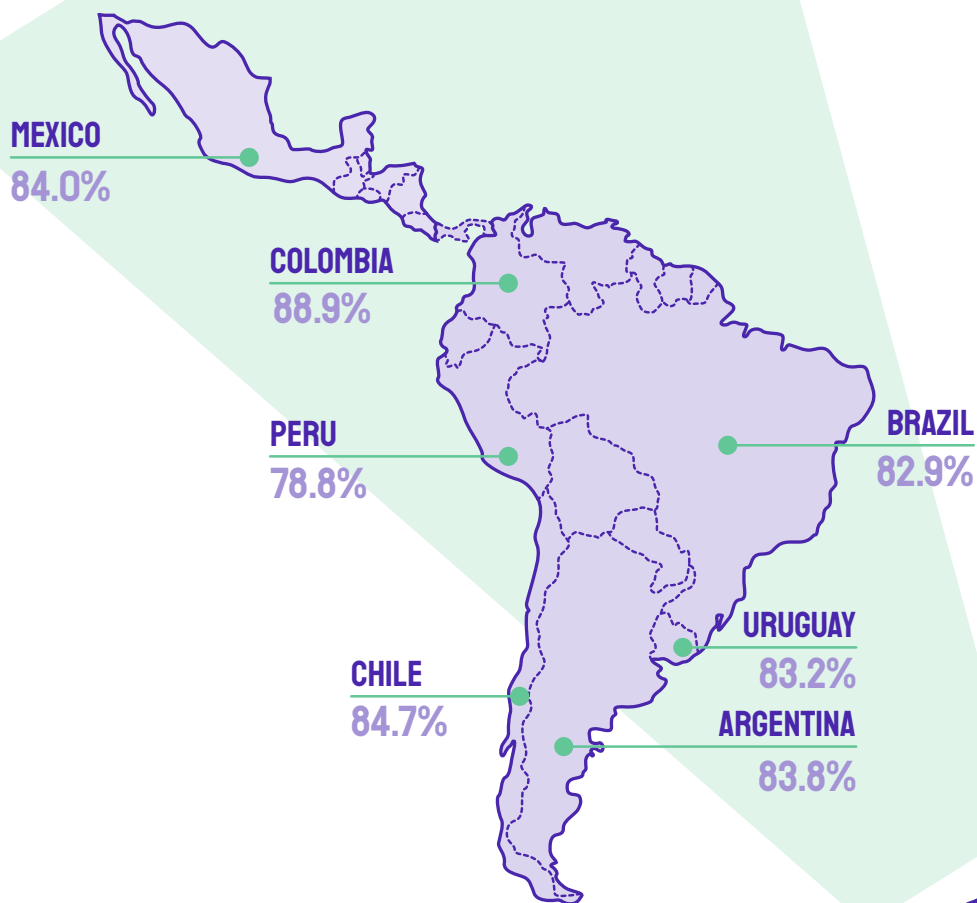 MEXICO
84.0%
COLOMBIA
88.9%
PERU
78.8%
BRAZIL
82.9%
URUGUAY
83.2%
CHILE
84.7%
ARGENTINA
83.8%